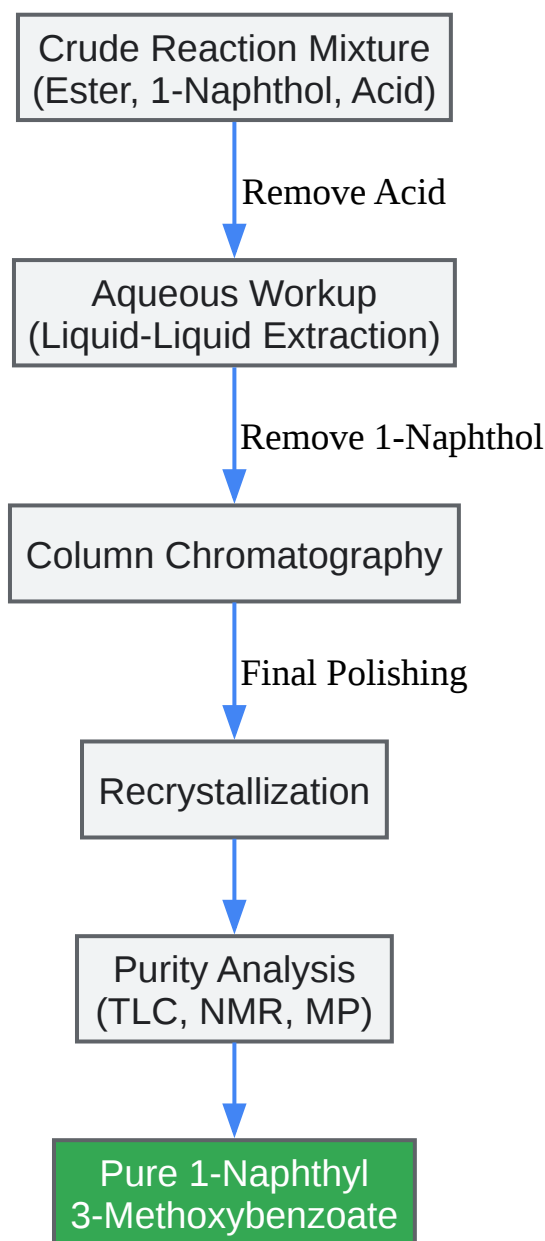 Crude Reaction Mixture
(Ester, 1-Naphthol, Acid)
Remove Acid
Aqueous Workup
(Liquid-Liquid Extraction)
Remove 1-Naphthol
Column Chromatography
Final Polishing
Recrystallization
Purity Analysis
(TLC, NMR, MP)
Pure 1-Naphthyl
3-Methoxybenzoate